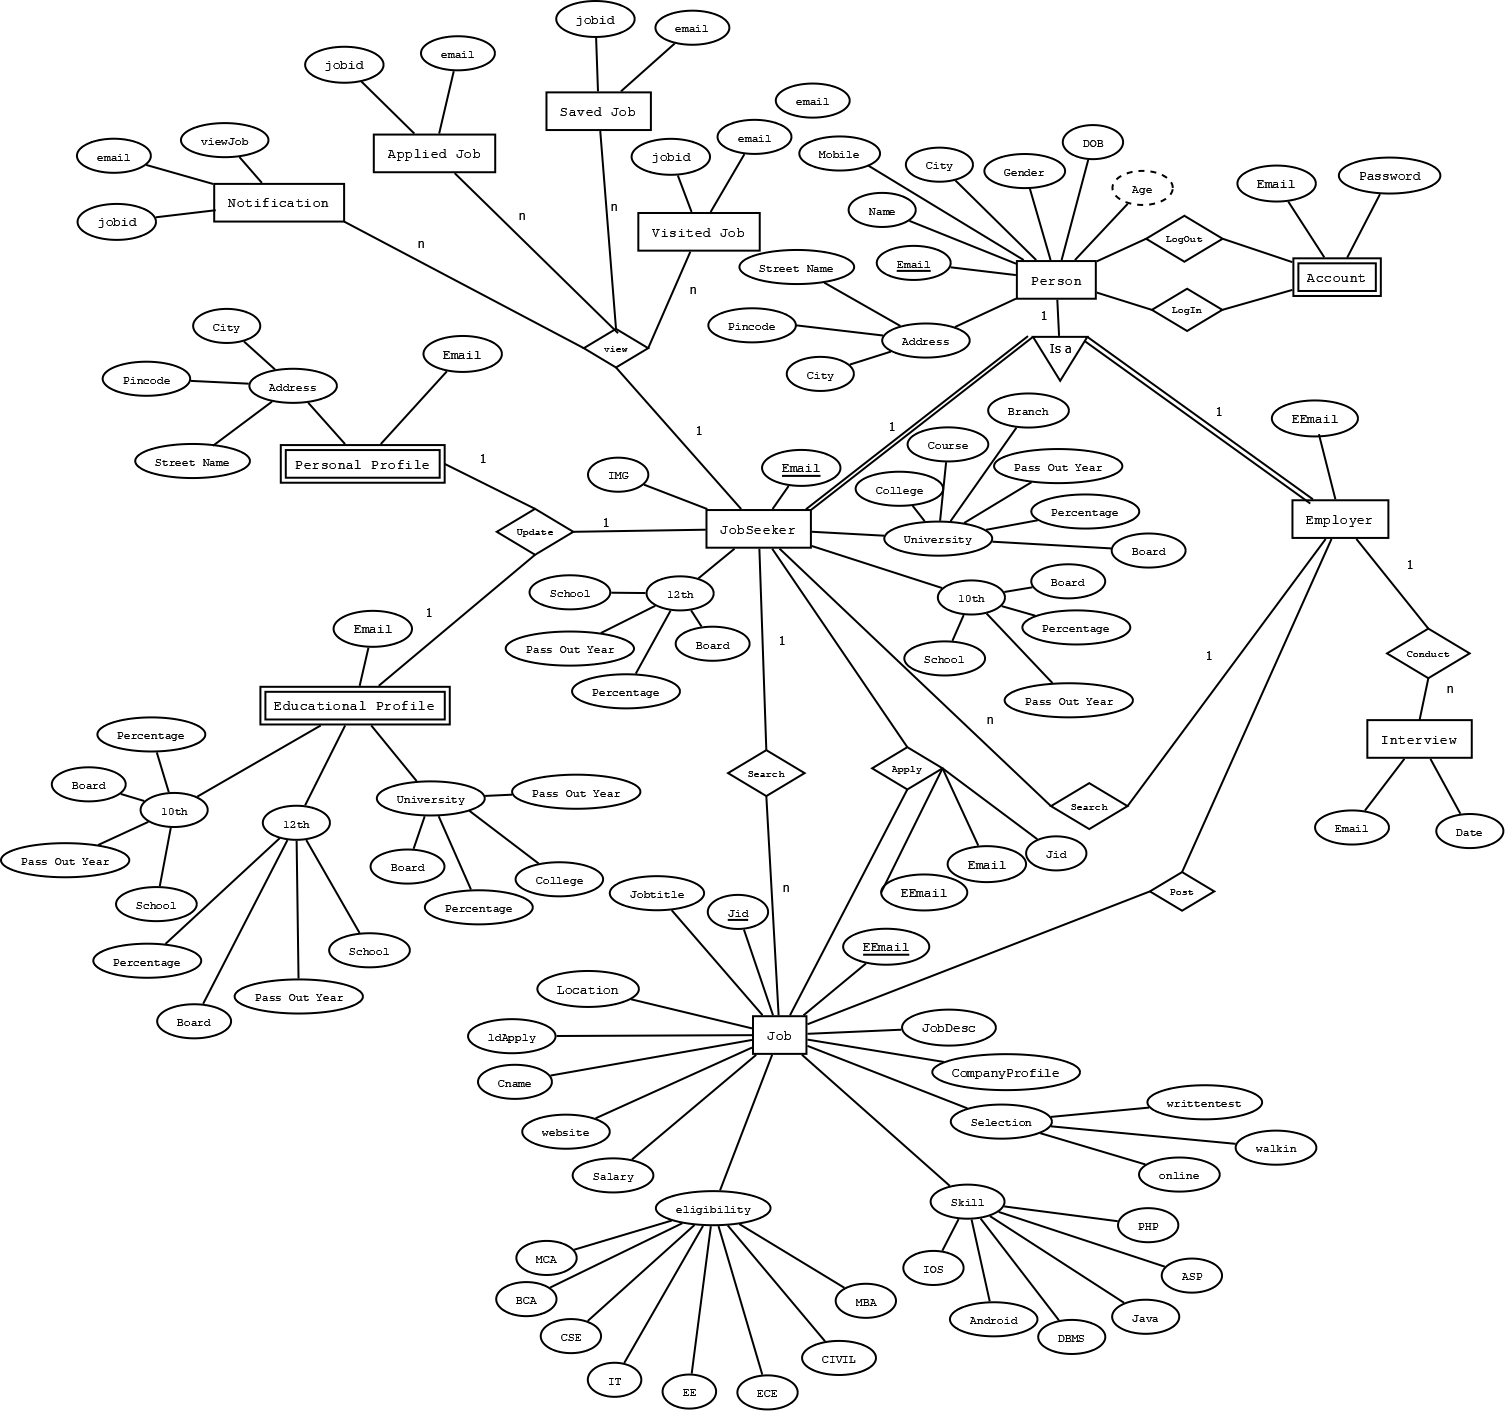 jobid
email
jobid
email
Saved Job
email
Applied Job
viewJob
email
jobid
Notification
jobid
email
Visited Job
n
n
n
n
view
Mobile
City
Gender
DOB
Age
Name
Email
Person
LogOut
LogIn
Email
Password
Account
Street Name
Pincode
City
Address
1
Is a
City
Pincode
Street Name
Address
Email
Personal Profile
1
1
1
1
EEmail
IMG
Email
JobSeeker
1
Update
College
Course
Branch
Pass Out Year
Percentage
Board
University
Employer
1
School
12th
Pass Out Year
Percentage
Board
10th
Board
Percentage
School
Pass Out Year
Conduct
n
Interview
Email
Date
1
Email
Educational Profile
1
Search
n
Apply
n
Search
1
Percentage
Board
10th
Pass Out Year
School
12th
Percentage
Board
Pass Out Year
School
University
Pass Out Year
Board
Percentage
College
EEmail
Email
Jid
Post
Jobtitle
Jid
EEmail
Location
ldApply
Cname
website
Salary
Job
JobDesc
CompanyProfile
Selection
writtentest
walkin
online
eligibility
MCA
BCA
CSE
IT
EE
ECE
CIVIL
MBA
Skill
PHP
ASP
Java
DBMS
Android
IOS